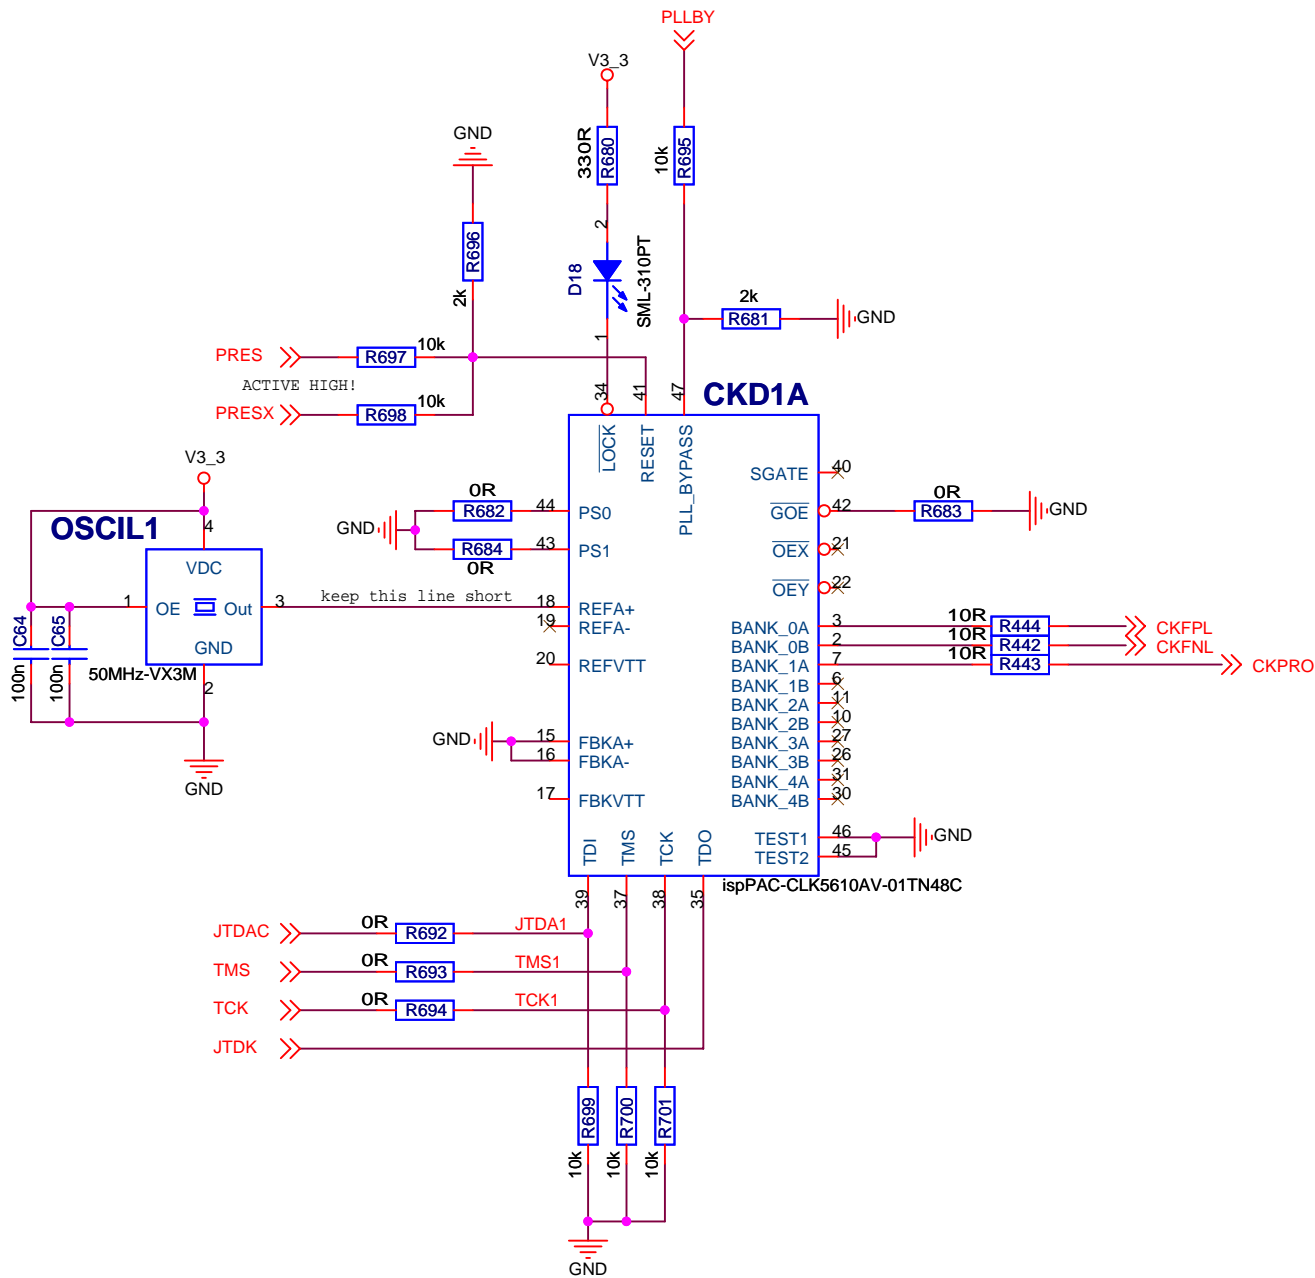 PLLBY
V3_3
GND
330R
R680
10k
R695
R696
2k
2
D18
SML-310PT
1
2k
R681
GND
PRES
R697
10k
ACTIVE HIGH!
PRESX
R698
10k
34
41
47
CKD1A
LOCK
RESET
PLL_BYPASS
V3_3
OSCIL1
4
VDC
1
OE
Out
3
GND
2
50MHz-VX3M
C64
100n
C65
100n
GND
keep this line short
GND
0R
R682
44
PS0
R684
0R
43
PS1
18
REFA+
19
REFA-
20
REFVTT
GND
15
FBKA+
16
FBKA-
17
FBKVTT
SGATE
40
GOE
42
0R
R683
GND
OEX
21
OEY
22
BANK_0A
3
10R
R444
CKFPL
BANK_0B
2
10R
R442
CKFNL
BANK_1A
7
10R
R443
CKPRO
BANK_1B
6
BANK_2A
11
BANK_2B
10
BANK_3A
27
BANK_3B
26
BANK_4A
31
BANK_4B
30
TEST1
46
GND
TEST2
45
TDI
TMS
TCK
TDO
ispPAC-CLK5610AV-01TN48C
39
37
38
35
JTDAC
0R
R692
JTDA1
TMS
0R
R693
TMS1
TCK
0R
R694
TCK1
JTDK
R699
R700
R701
10k
10k
10k
GND